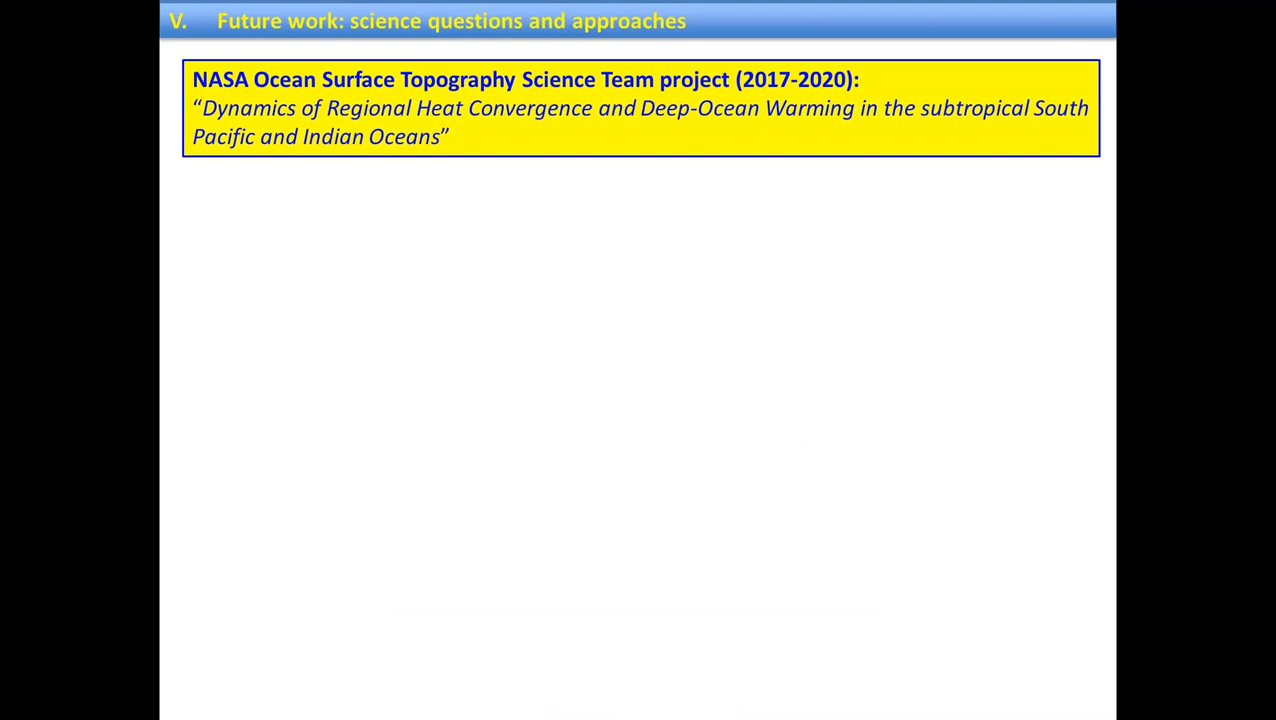 V. Future work: science questions and approaches
NASA Ocean Surface Topography Science Team project (2017-2020):
“Dynamics of Regional Heat Convergence and Deep-Ocean Warming in the subtropical South
Pacific and Indian Oceans”